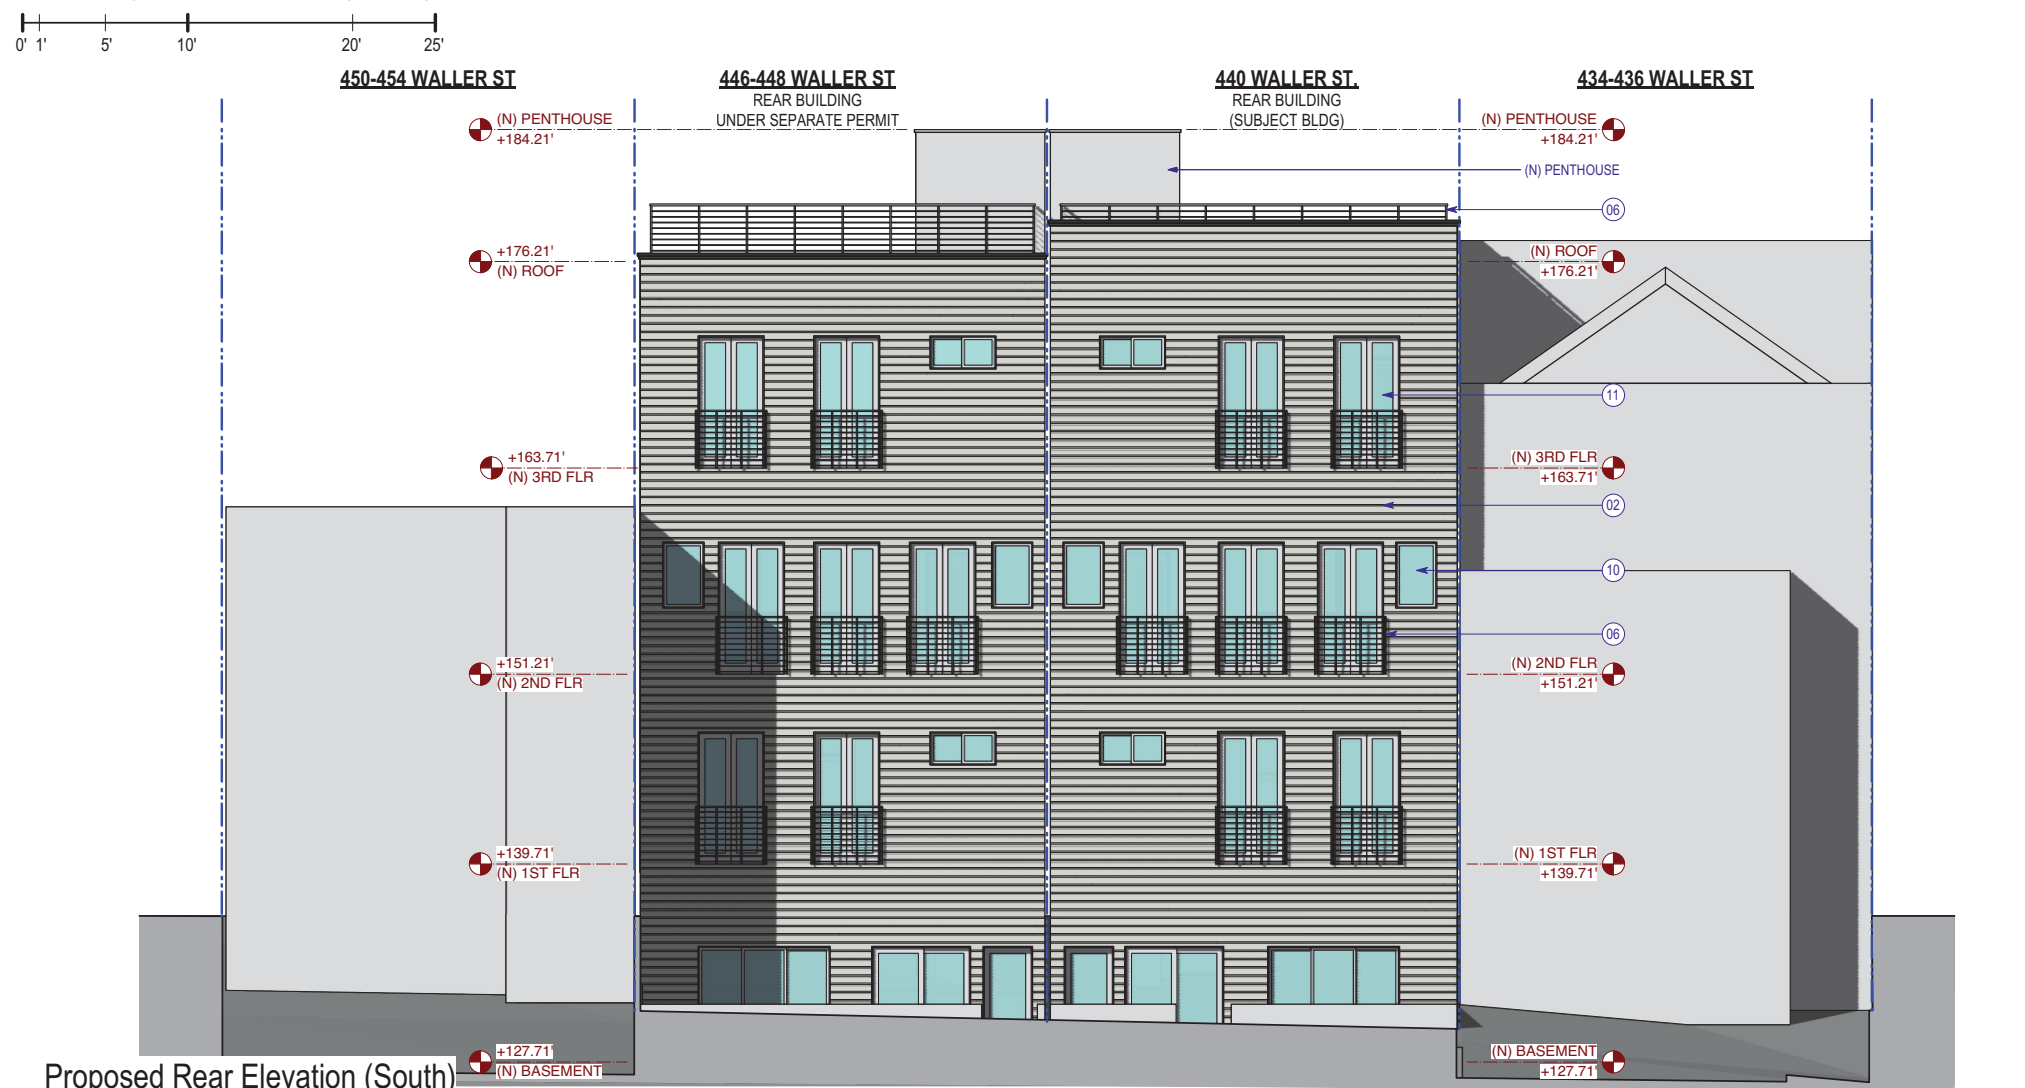 0' 1' 5' 10' 20' 25'
450-454 WALLER ST
446-448 WALLER ST
REAR BUILDING
UNDER SEPARATE PERMIT
440 WALLER ST.
REAR BUILDING
(SUBJECT BLDG)
434-436 WALLER ST
(N) PENTHOUSE
+184.21'
(N) PENTHOUSE
+184.21'
(N) PENTHOUSE
06
+176.21'
(N) ROOF
(N) ROOF
+176.21'
11
+163.71'
(N) 3RD FLR
(N) 3RD FLR
+163.71'
02
10
06
+151.21'
(N) 2ND FLR
(N) 2ND FLR
+151.21'
+139.71'
(N) 1ST FLR
(N) 1ST FLR
+139.71'
+127.71'
(N) BASEMENT
(N) BASEMENT
+127.71'
Proposed Rear Elevation (South)